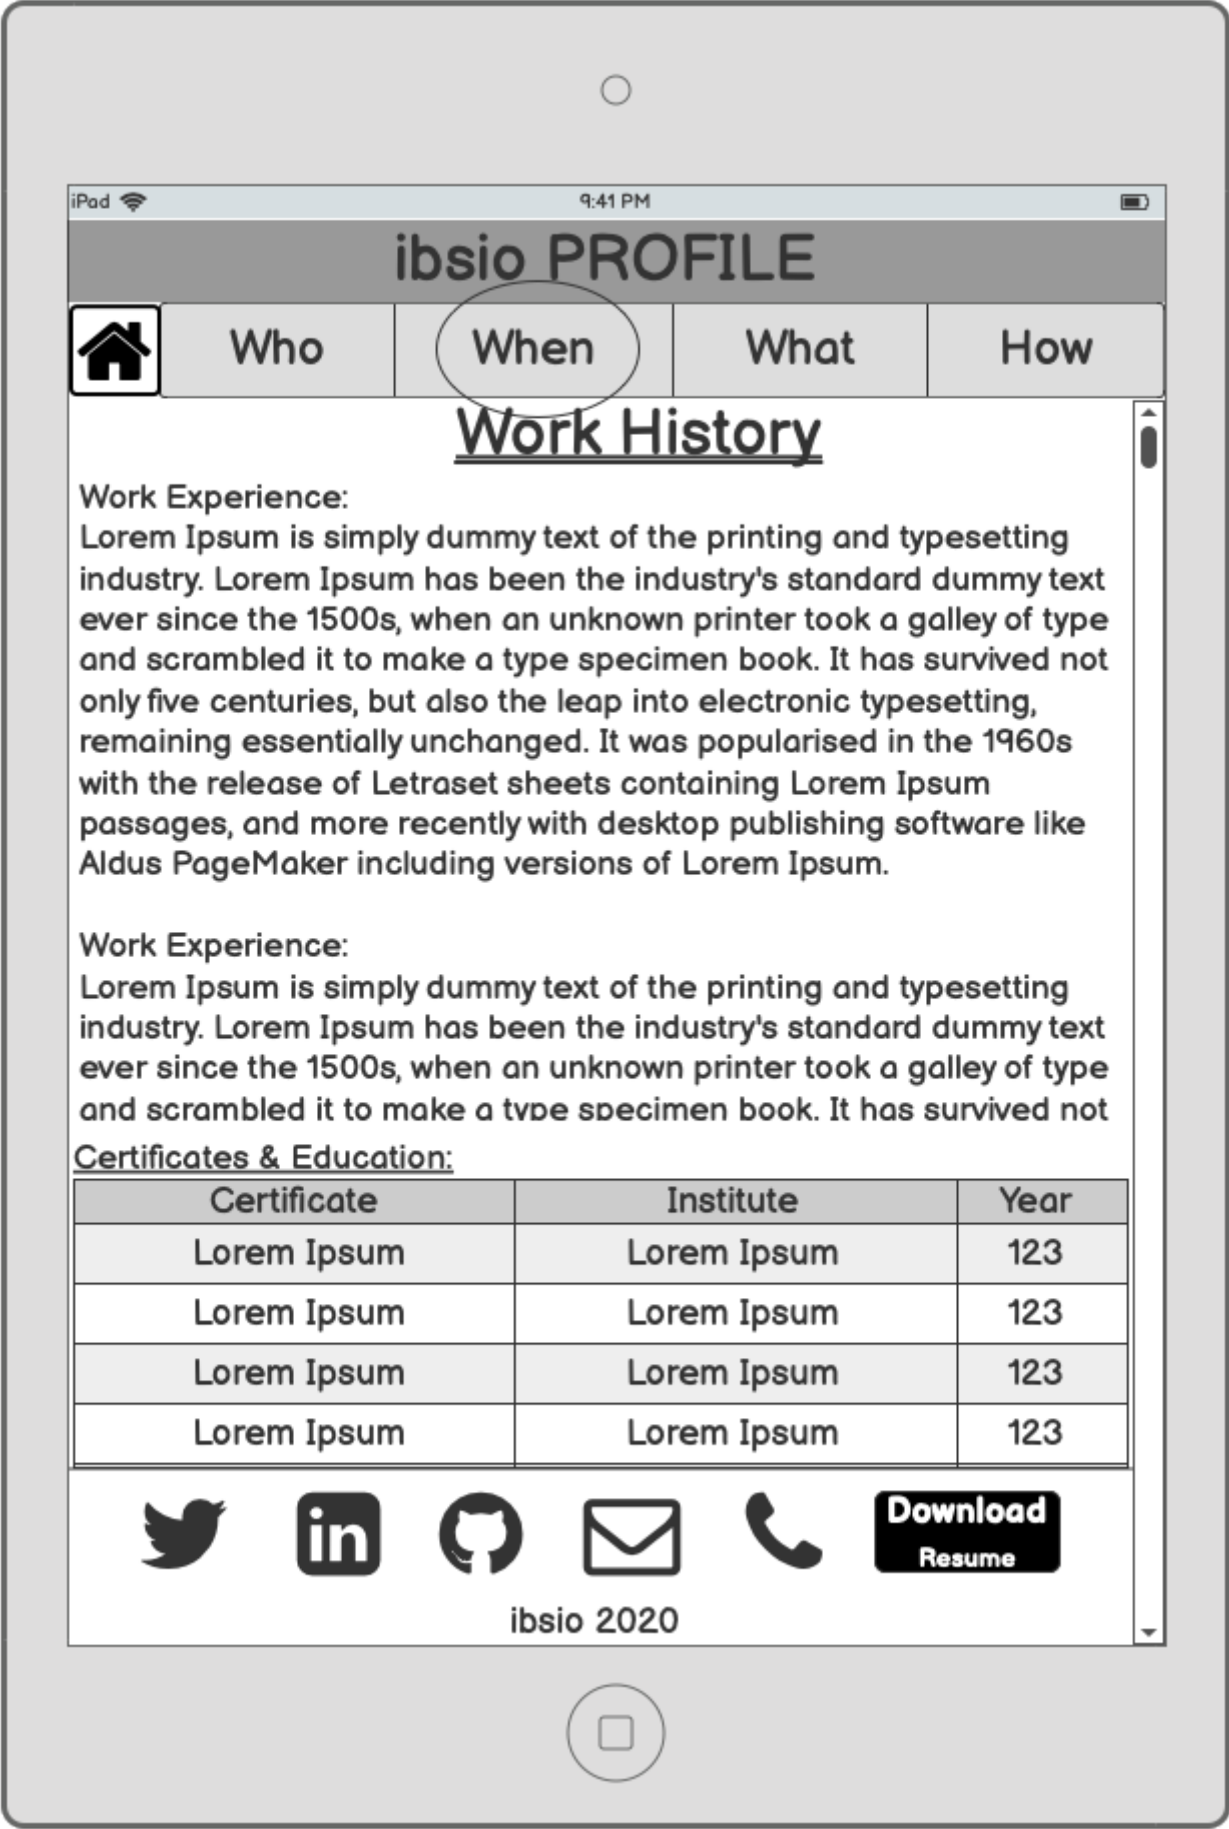 iPad 9:41 PM
ibsio PROFILE
Who When What How
Work History
Work Experience:
Lorem Ipsum is simply dummy text of the printing and typesetting
industry. Lorem Ipsum has been the industry's standard dummy text
ever since the 1500s, when an unknown printer took a galley of type
and scrambled it to make a type specimen book. It has survived not
only five centuries, but also the leap into electronic typesetting,
remaining essentially unchanged. It was popularised in the 1960s
with the release of Letraset sheets containing Lorem Ipsum
passages, and more recently with desktop publishing software like
Aldus PageMaker including versions of Lorem Ipsum.
Work Experience:
Lorem Ipsum is simply dummy text of the printing and typesetting
industry. Lorem Ipsum has been the industry's standard dummy text
ever since the 1500s, when an unknown printer took a galley of type
and scrambled it to make a type specimen book. It has survived not
Certificates & Education:
Certificate Institute Year
Lorem Ipsum Lorem Ipsum 123
Lorem Ipsum Lorem Ipsum 123
Lorem Ipsum Lorem Ipsum 123
Lorem Ipsum Lorem Ipsum 123
in
Download
Resume
ibsio 2020